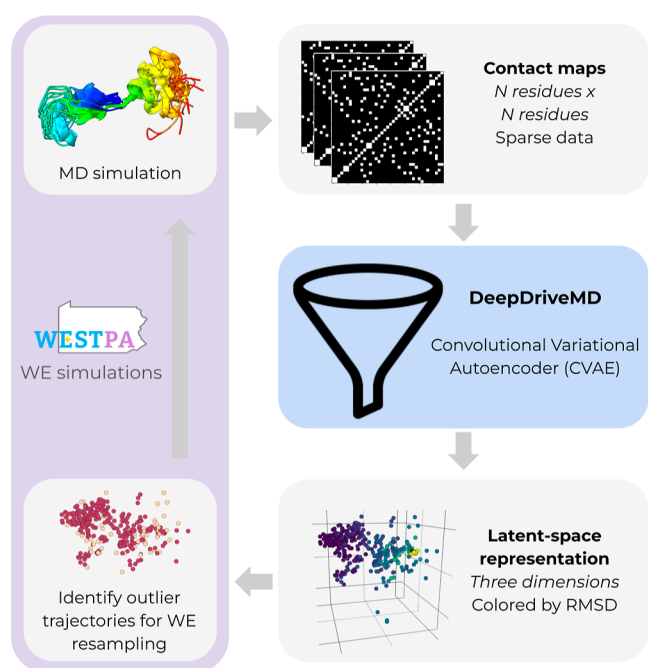 MD simulation
Contact maps
N residues x
N residues
Sparse data
DeepDriveMD
Convolutional Variational
Autoencoder (CVAE)
WESTPA
WE simulations
Latent-space
representation
Three dimensions
Colored by RMSD
Identify outlier
trajectories for WE
resampling